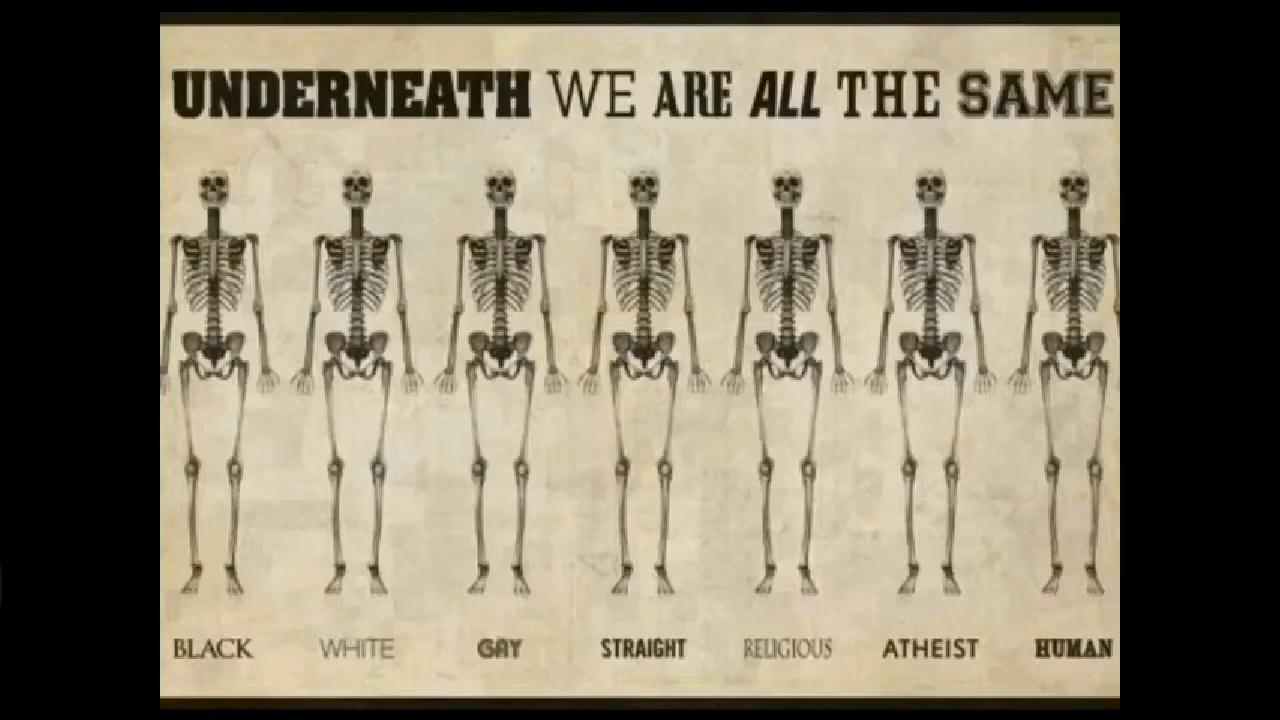 UNDERNEATH WE ARE ALL THE SAME
BLACK WHITE GAY STRAIGHT RELIGIOUS ATHEIST HUMAN